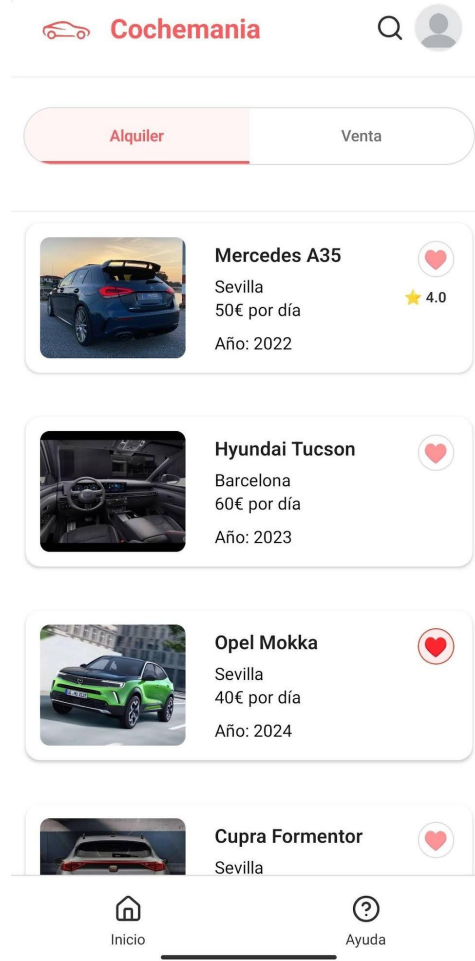 Cochemania
Alquiler
Venta
Mercedes A35
Sevilla
4.0
50€ por día
Año: 2022
Hyundai Tucson
Barcelona
60€ por día
Año: 2023
Opel Mokka
Sevilla
40€ por día
Año: 2024
Cupra Formentor
Sevilla
Inicio
Ayuda